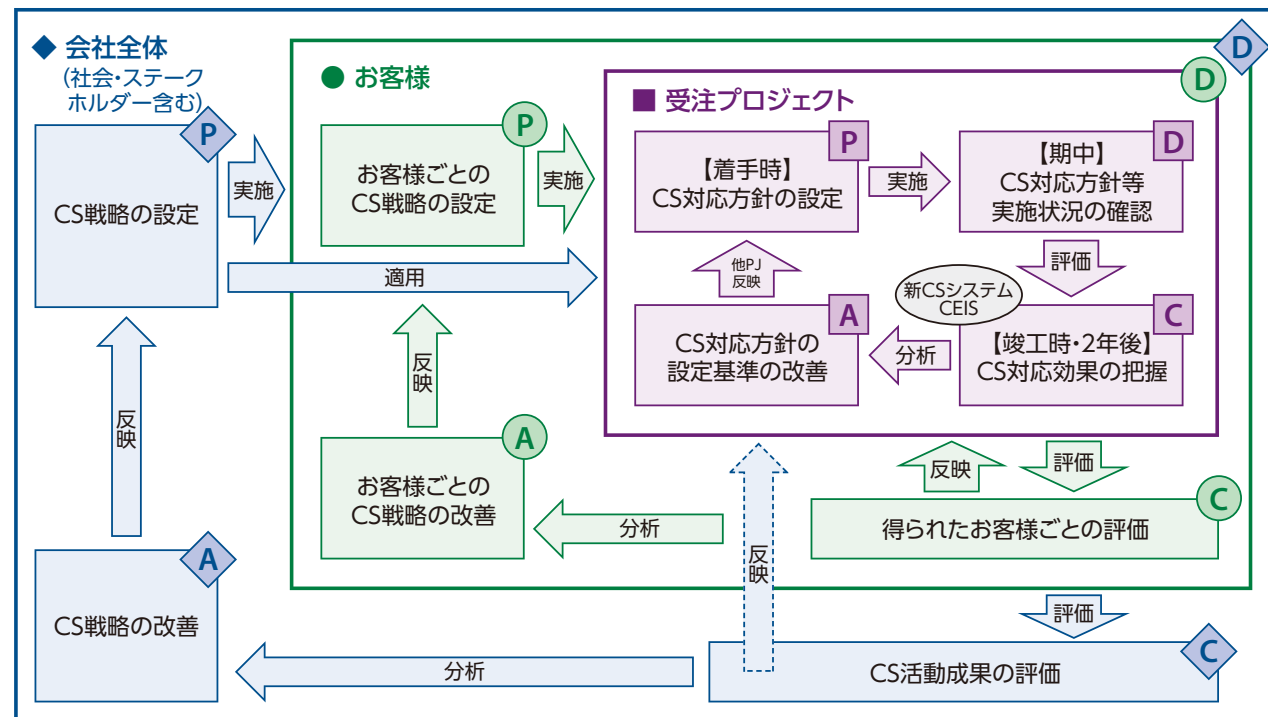 ◆ 会社全体
(社会・ステーク
ホルダー含む)
P
CS戦略の設定
実施
適用
反映
A
CS戦略の改善
D
● お客様
P
お客様ごとの
CS戦略の設定
実施
反映
A
お客様ごとの
CS戦略の改善
D
■ 受注プロジェクト
P
【着手時】
CS対応方針の設定
実施
D
【期中】
CS対応方針等
実施状況の確認
評価
他PJ
反映
新CSシステム
CEIS
A
CS対応方針の
設定基準の改善
分析
C
【竣工時・2年後】
CS対応効果の把握
反映
評価
C
得られたお客様ごとの評価
分析
反映
評価
C
CS活動成果の評価
分析